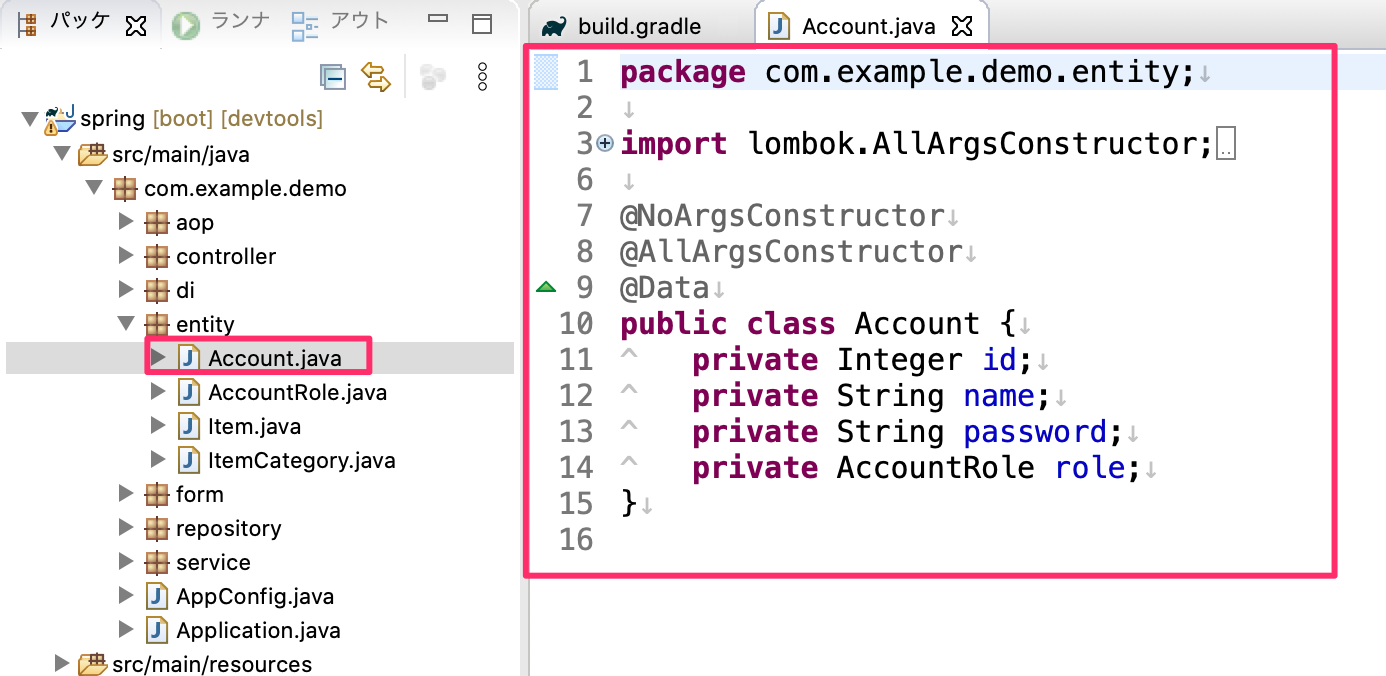 パッケ
ランナ
アウト
spring [boot] [devtools]
src/main/java
com.example.demo
aop
controller
di
entity
Account.java
AccountRole.java
Item.java
ItemCategory.java
form
repository
service
AppConfig.java
Application.java
src/main/resources
build.gradle
Account.java
1 package com.example.demo.entity;↓
2 ↓
3 import lombok.AllArgsConstructor;..
6 ↓
7 @NoArgsConstructor↓
8 @AllArgsConstructor↓
9 @Data↓
10 public class Account {↓
11 ^ private Integer id;↓
12 ^ private String name;↓
13 ^ private String password;↓
14 ^ private AccountRole role;↓
15 }↓
16